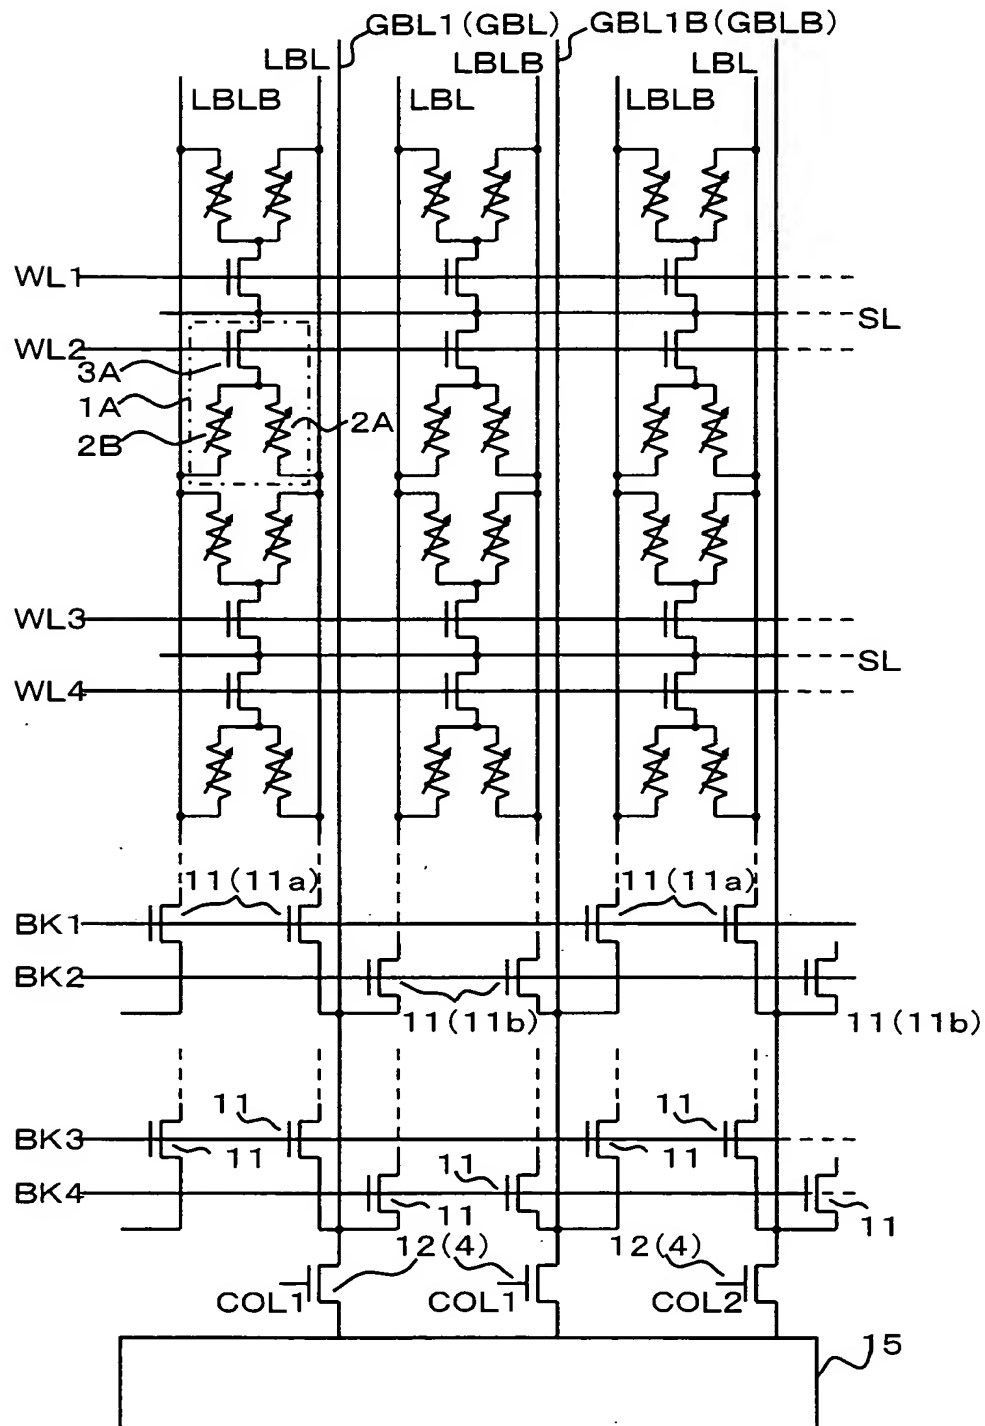 GBL1(GBL) GBL1B(GBLB)
LBL LBLB LBL
LBLB LBL LBLB
WL1
SL
WL2
3A
1A
2A
2B
WL3
SL
WL4
11(11a) 11(11a)
BK1
BK2
11(11b) 11(11b)
11 11
BK3
11 11
11
BK4
11 11
12(4) 12(4)
COL1 COL1 COL2
15